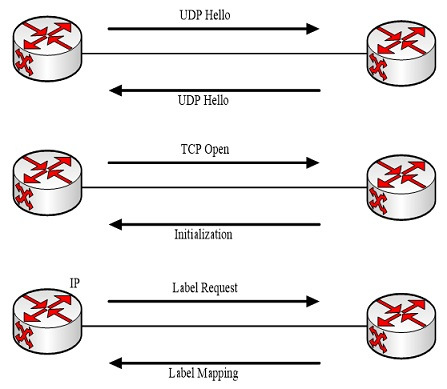 UDP Hello
UDP Hello
TCP Open
Initialization
IP
Label Request
Label Mapping